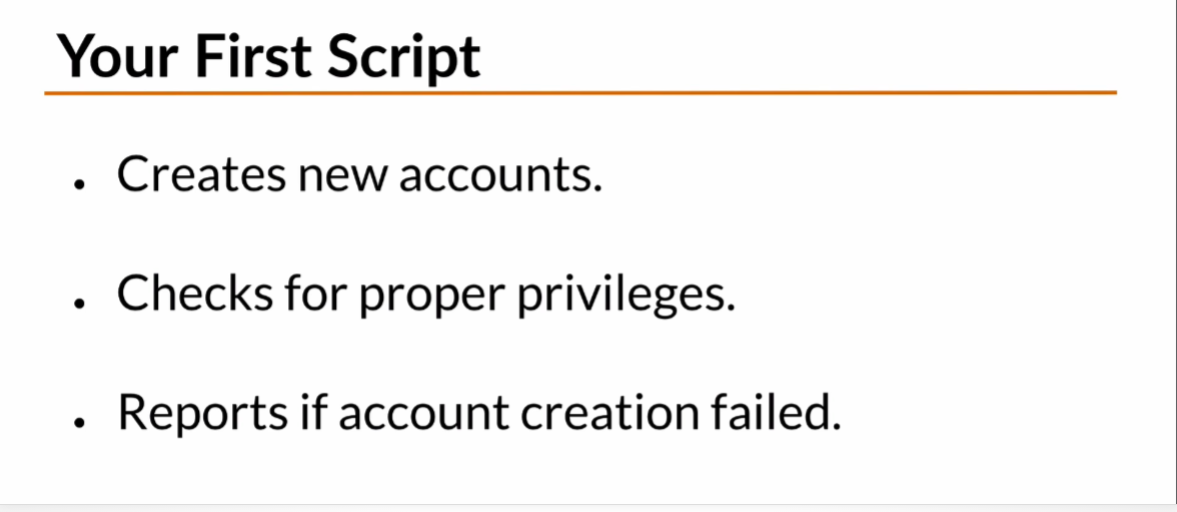 Your First Script
• Creates new accounts.
• Checks for proper privileges.
• Reports if account creation failed.